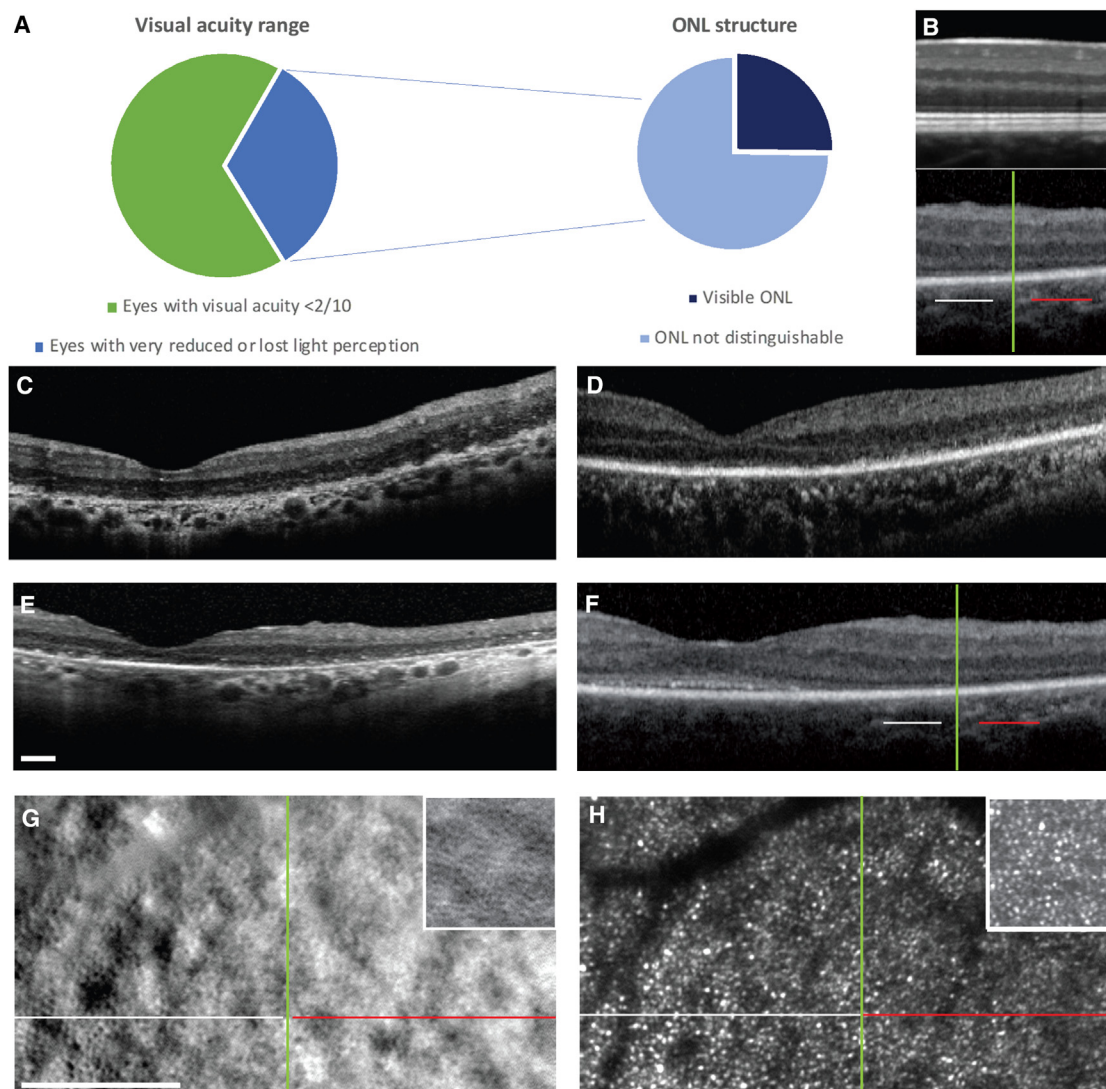 A
Visual acuity range
ONL structure
B
Eyes with visual acuity <2/10
Eyes with very reduced or lost light perception
Visible ONL
ONL not distinguishable
C
D
E
F
G
H